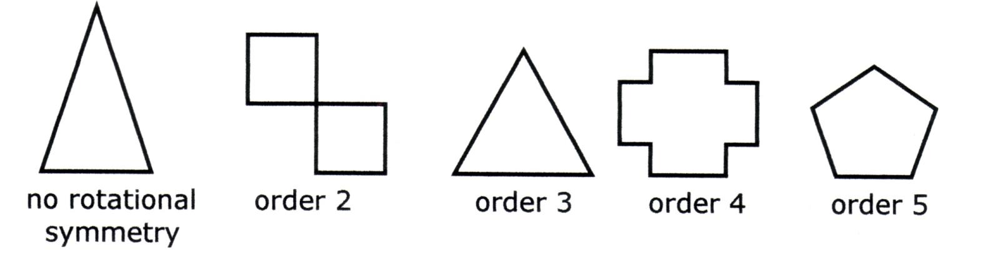 no rotational
symmetry
order 2
order 3
order 4
order 5